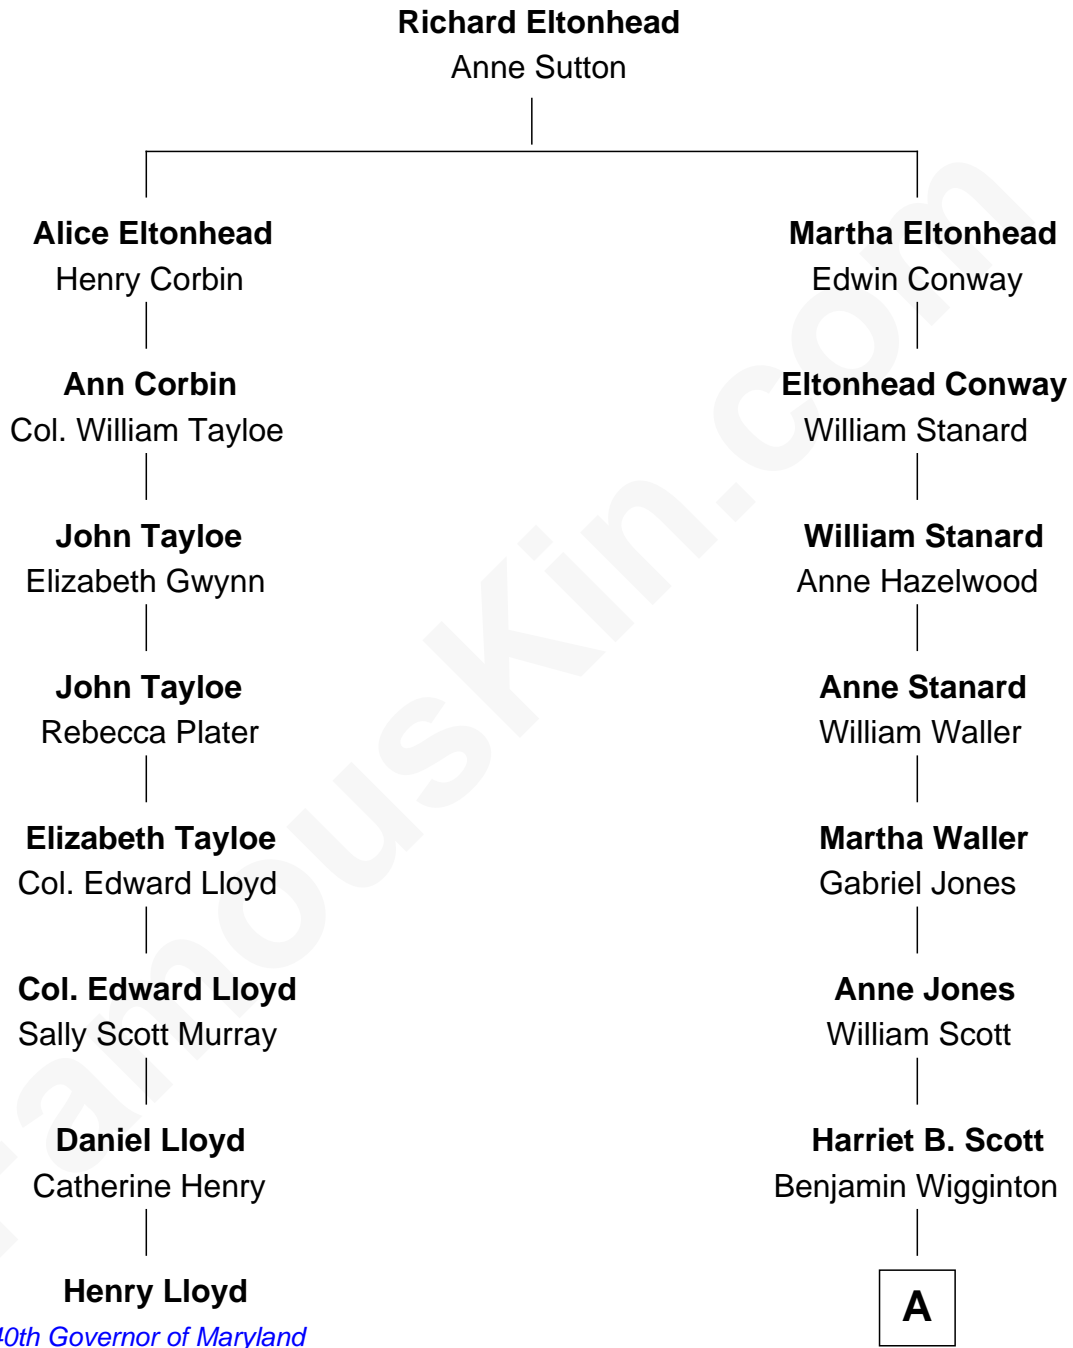 Richard Eltonhead
Anne Sutton
Alice Eltonhead
Henry Corbin
Ann Corbin
Col. William Tayloe
John Tayloe
Elizabeth Gwynn
John Tayloe
Rebecca Plater
Elizabeth Tayloe
Col. Edward Lloyd
Col. Edward Lloyd
Sally Scott Murray
Daniel Lloyd
Catherine Henry
Henry Lloyd
40th Governor of Maryland
Martha Eltonhead
Edwin Conway
Eltonhead Conway
William Stanard
William Stanard
Anne Hazelwood
Anne Stanard
William Waller
Martha Waller
Gabriel Jones
Anne Jones
William Scott
Harriet B. Scott
Benjamin Wigginton
A
FamousKin.com